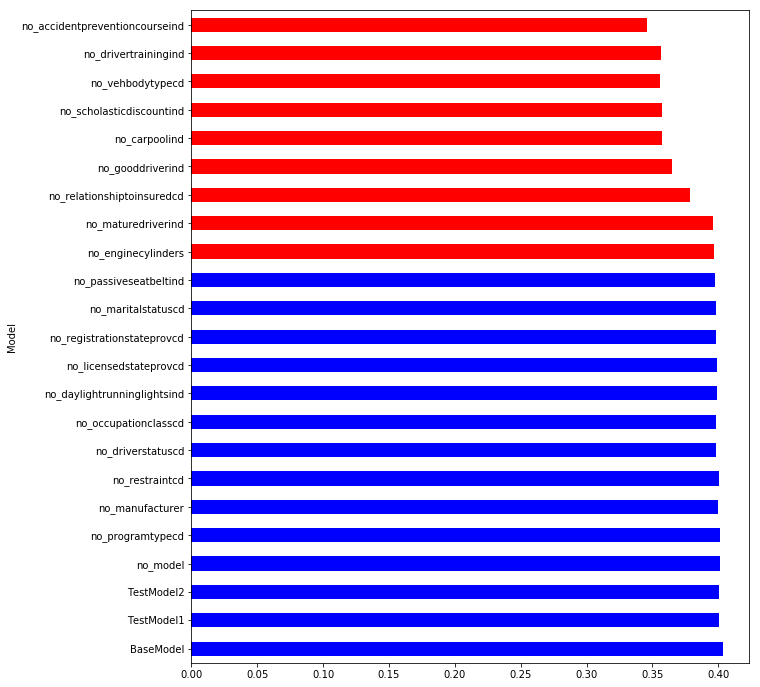 no_accidentpreventioncourseind
no_drivertrainingind
no_vehbodytypecd
no_scholasticdiscountind
no_carpoolind
no_gooddriverind
no_relationshiptoinsuredcd
no_maturedriverind
no_enginecylinders
no_passiveseatbeltind
no_maritalstatuscd
no_registrationstateprovcd
Model
no_licensedstateprovcd
no_daylightrunninglightsind
no_occupationclasscd
no_driverstatuscd
no_restraintcd
no_manufacturer
no_programtypecd
no_model
TestModel2
TestModel1
BaseModel
0.00 0.05 0.10 0.15 0.20 0.25 0.30 0.35 0.40